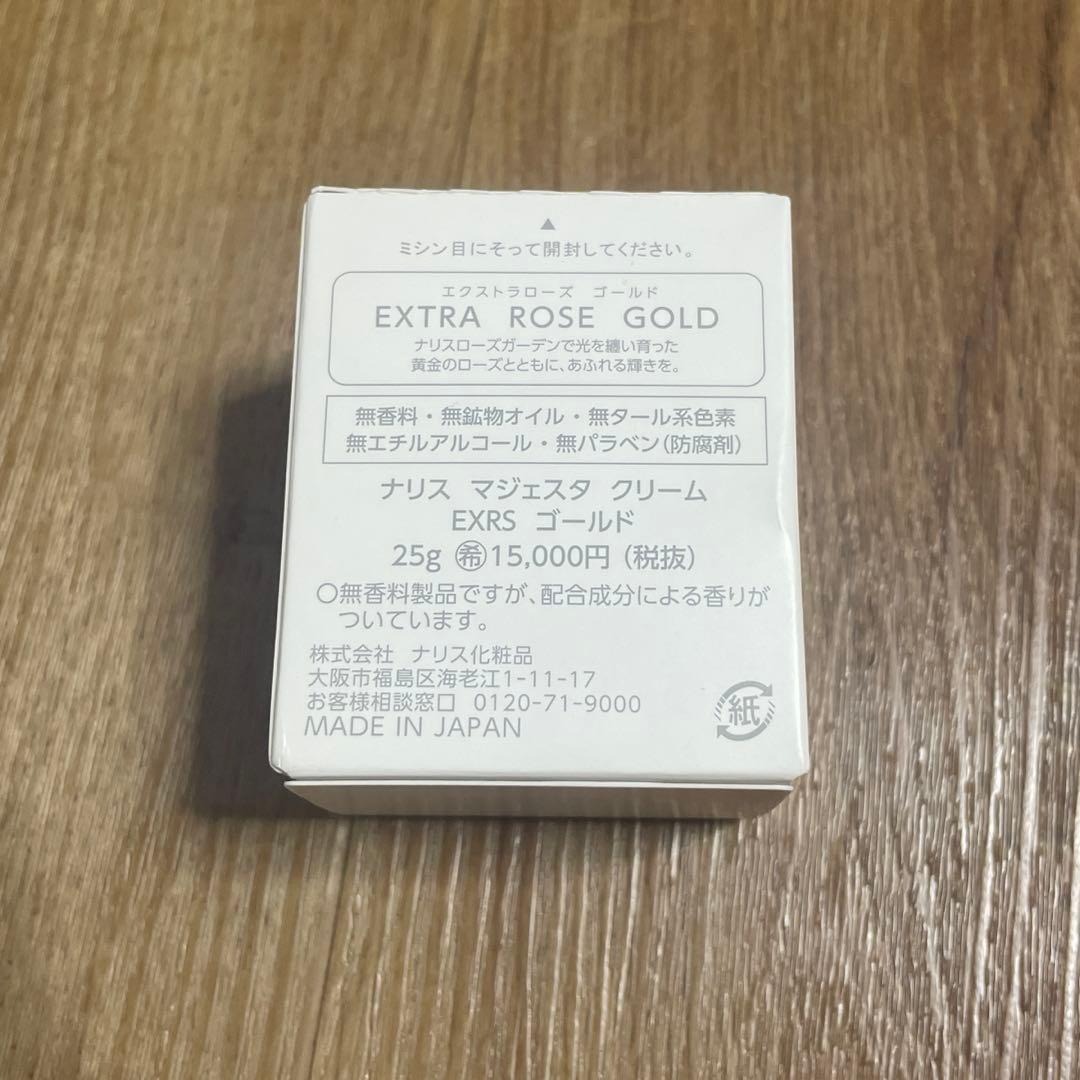 ▲
ミシン目にそって開封してください。
エクストラローズ ゴールド
EXTRA ROSE GOLD
ナリスローズガーデンで光を纏い育った
黄金のローズとともに、あふれる輝きを。
無香料・無鉱物オイル・無タール系色素
無エチルアルコール・無パラベン(防腐剤)
ナリス マジェスタ クリーム
EXRS ゴールド
25g ㊒希15,000円(税抜)
○無香料製品ですが、配合成分による香りが
ついています。
株式会社 ナリス化粧品
大阪市福島区海老江1-11-17
お客様相談窓口 0120-71-9000
MADE IN JAPAN
紙